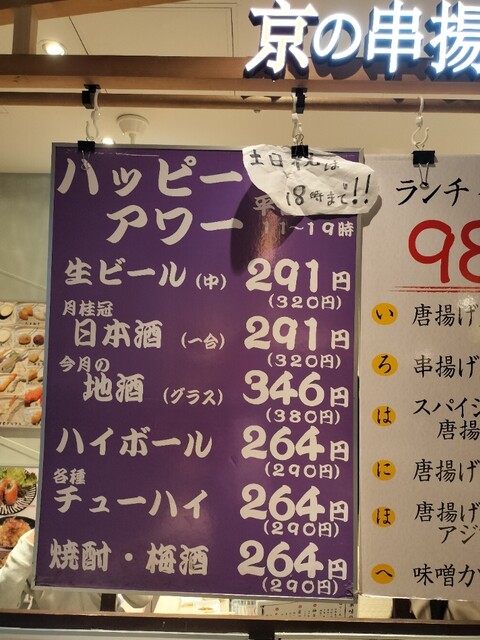 京の串揚
ハッピー
アワー
土日祝は
18時まで!!
平
11〜19時
生ビール(中) 291円
(320円)
月桂冠
日本酒(一合) 291円
(320円)
今月の
地酒(グラス) 346円
(380円)
ハイボール 264円
(290円)
各種
チューハイ 264円
(290円)
焼酎・梅酒 264円
(290円)
ランチ
98
い 唐揚げ
ろ 串揚げ
は スパイシ
唐揚
に 唐揚げ
ほ 唐揚げ
アジ
へ 味噌か